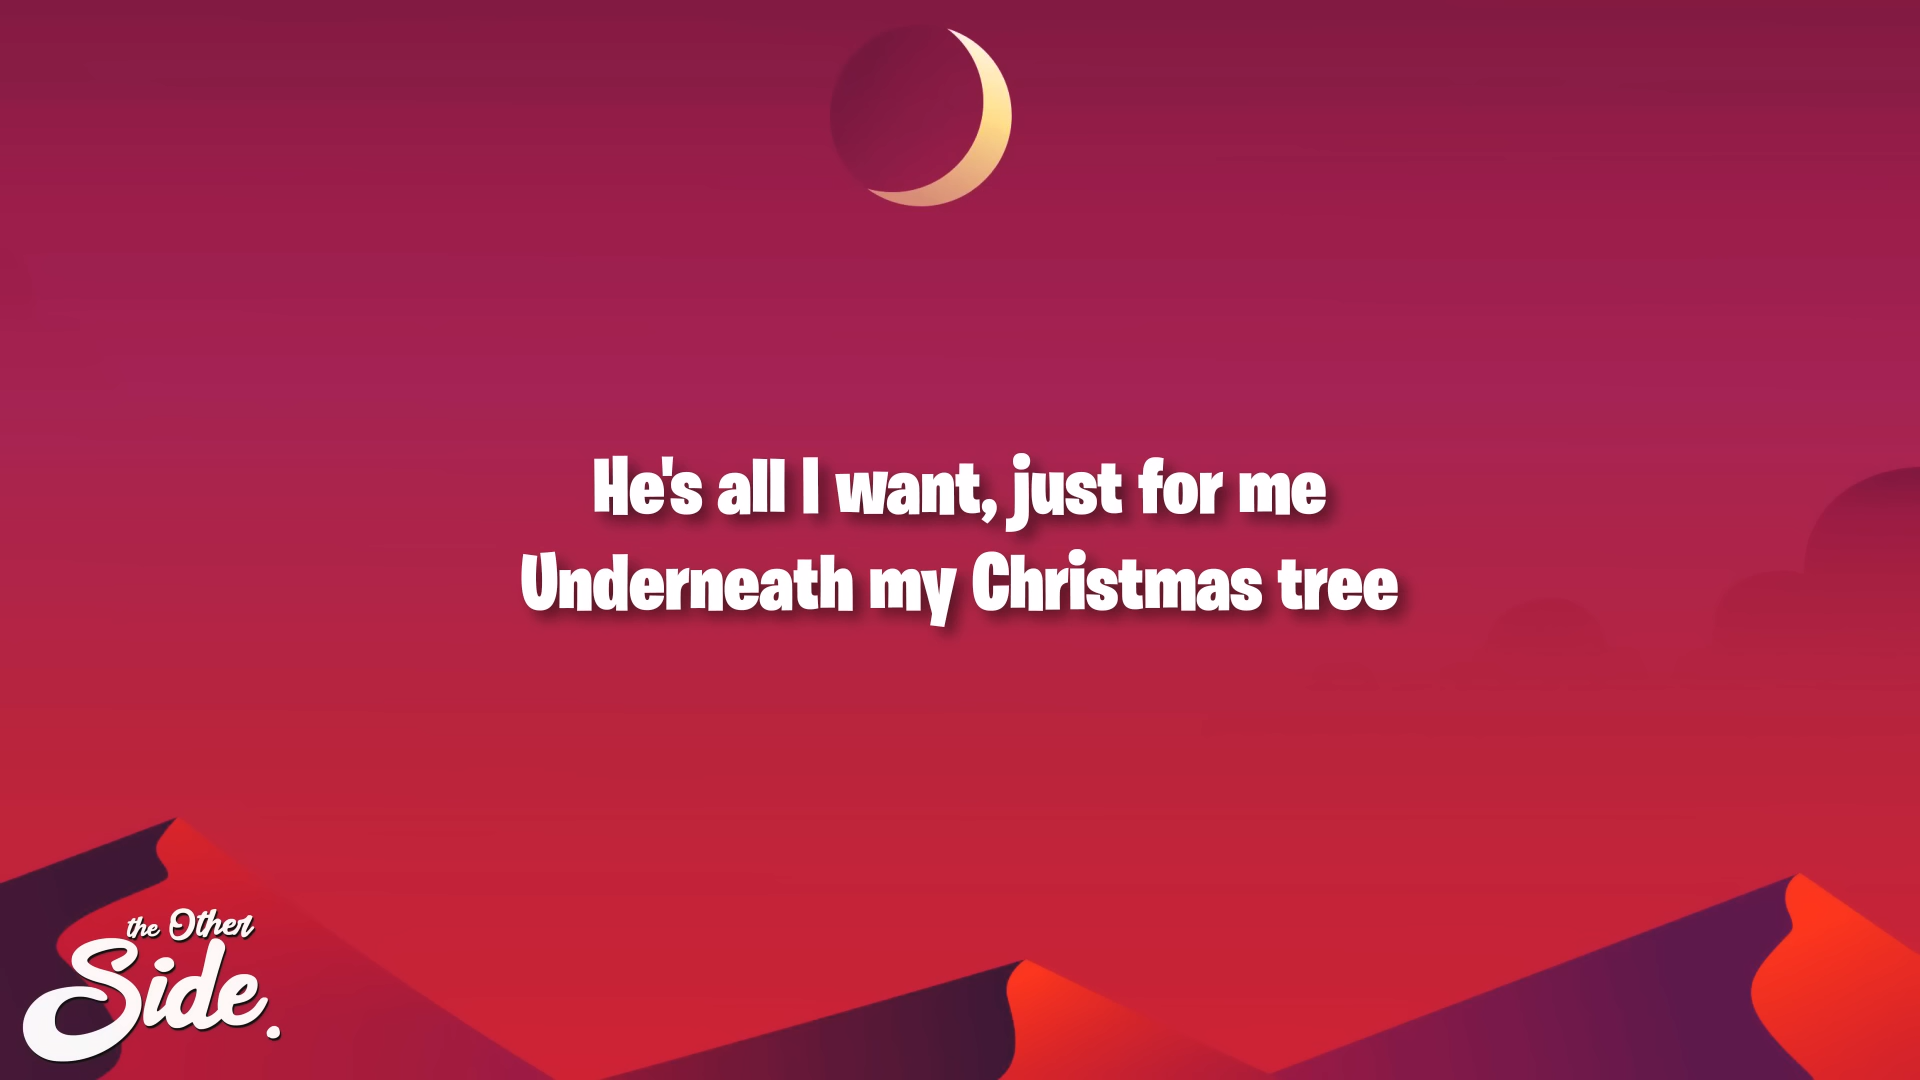 He's all I want, just for me
Underneath my Christmas tree
the Other
Side.